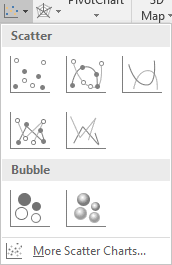 PivotChart
3D
Map
Scatter
Bubble
More Scatter Charts...